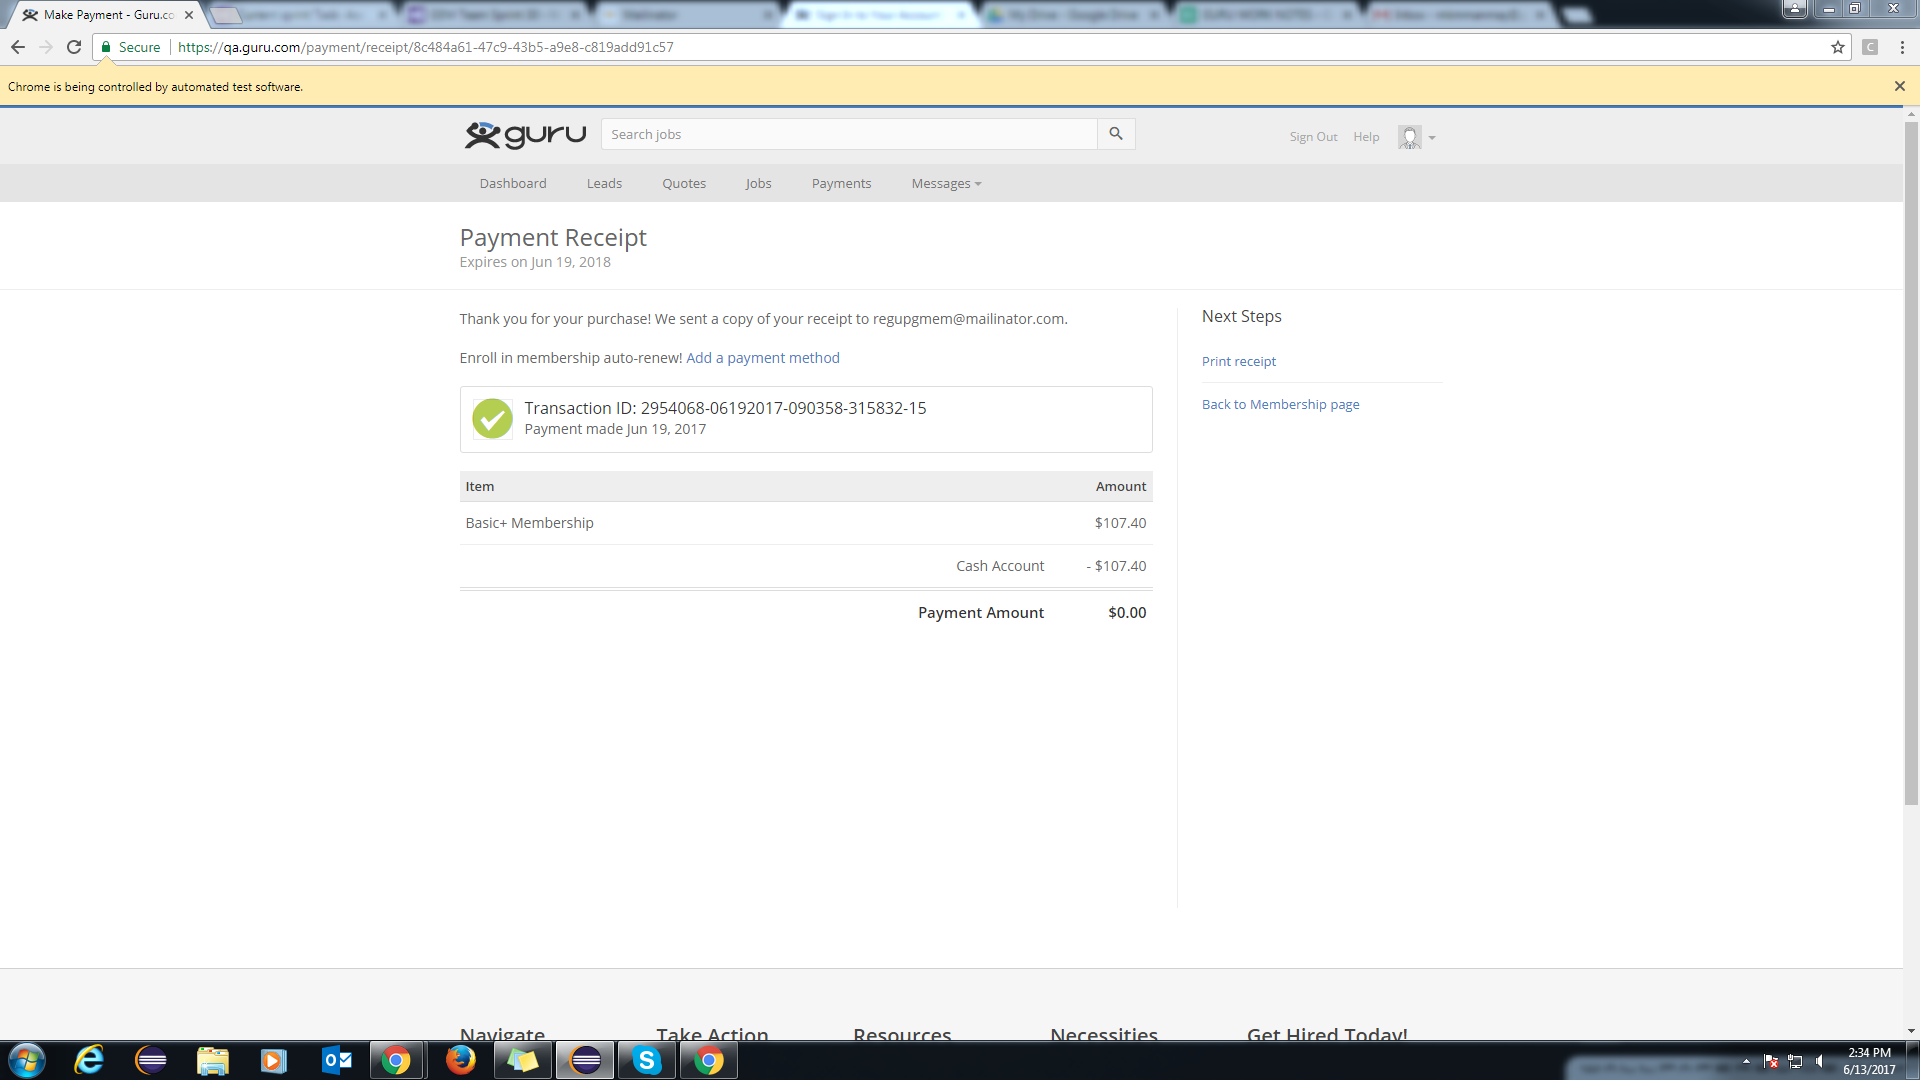 Make Payment - Guru.co
My Drive - Google Drive
Secure
https://qa.guru.com/payment/receipt/8c484a61-47c9-43b5-a9e8-c819add91c57
C
Chrome is being controlled by automated test software.
guru
Search jobs
Sign Out
Help
Dashboard
Leads
Quotes
Jobs
Payments
Messages
Payment Receipt
Expires on Jun 19, 2018
Thank you for your purchase! We sent a copy of your receipt to regupgmem@mailinator.com.
Enroll in membership auto-renew! Add a payment method
Transaction ID: 2954068-06192017-090358-315832-15
Payment made Jun 19, 2017
Item Amount
Basic+ Membership $107.40
Cash Account - $107.40
Payment Amount $0.00
Next Steps
Print receipt
Back to Membership page
Navigate
Take Action
Resources
Necessities
Get Hired Today!
2:34 PM
6/13/2017